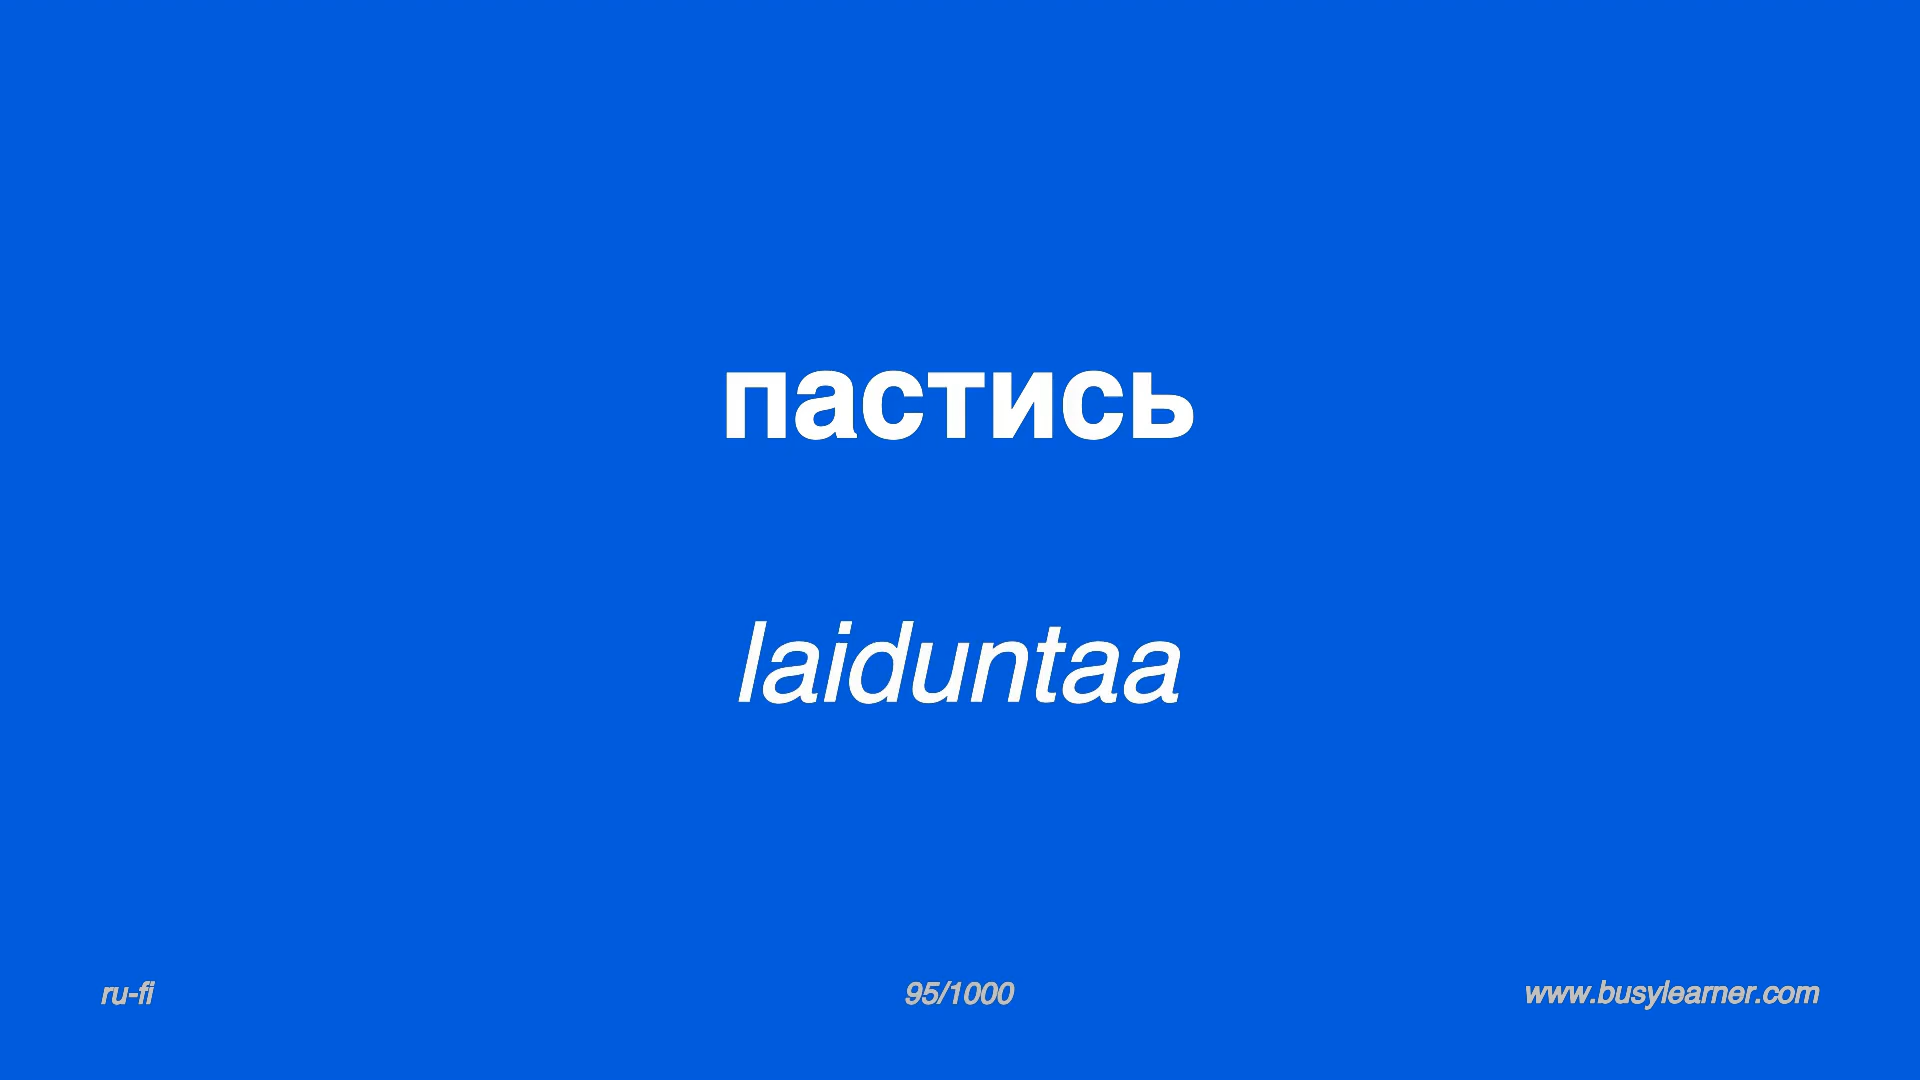 пастись
laiduntaa
ru-fi
95/1000
www.busylearner.com